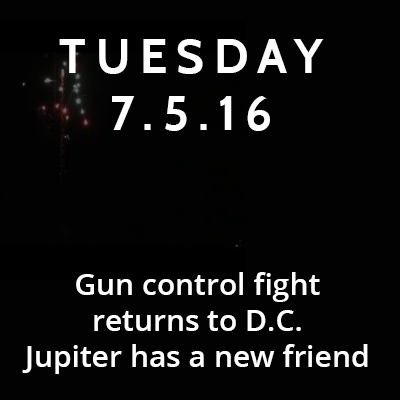 TUESDAY
7.5.16
Gun control fight
returns to D.C.
Jupiter has a new friend